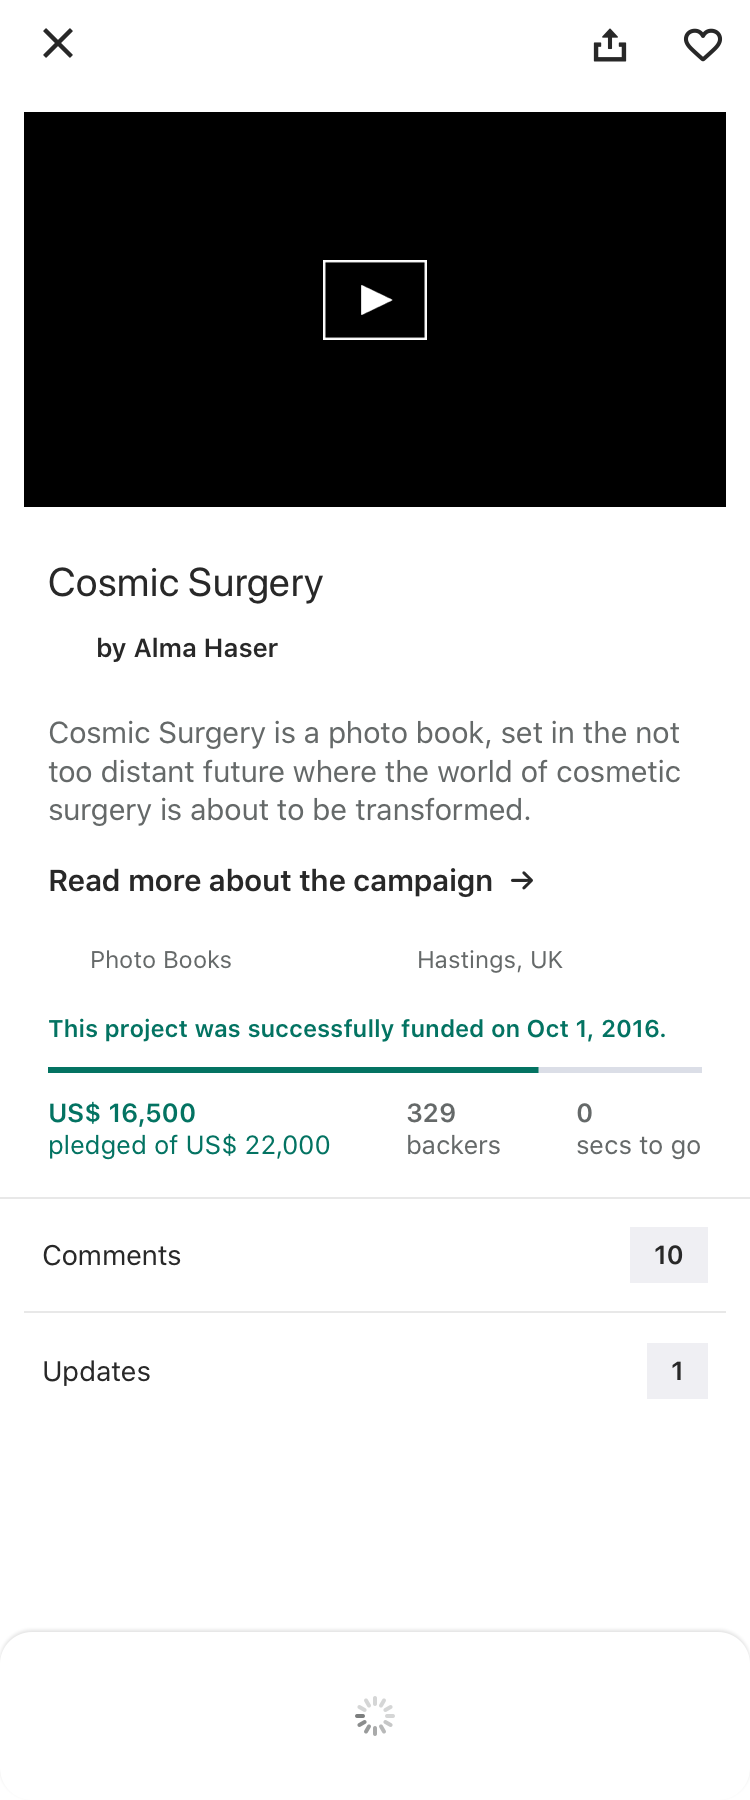 Cosmic Surgery
by Alma Haser
Cosmic Surgery is a photo book, set in the not
too distant future where the world of cosmetic
surgery is about to be transformed.
Read more about the campaign →
Photo Books
Hastings, UK
This project was successfully funded on Oct 1, 2016.
US$ 16,500
pledged of US$ 22,000
329
backers
0
secs to go
Comments
10
Updates
1